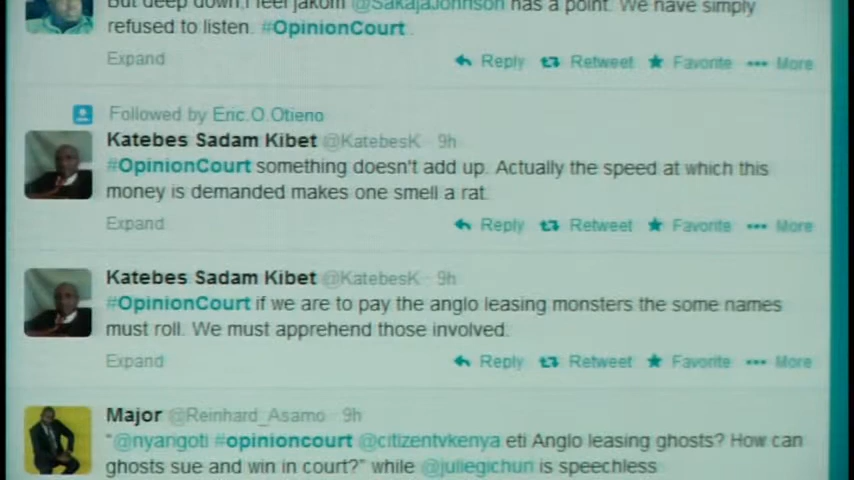 But deep down,I feel jakom @SakajaJohnson has a point. We have simply
refused to listen. #OpinionCourt .
Expand
Reply Retweet Favorite More
Followed by Eric.O.Otieno
Katebes Sadam Kibet @KatebesK · 9h
#OpinionCourt something doesn't add up. Actually the speed at which this
money is demanded makes one smell a rat.
Expand
Reply Retweet Favorite More
Katebes Sadam Kibet @KatebesK · 9h
#OpinionCourt if we are to pay the anglo leasing monsters the some names
must roll. We must apprehend those involved.
Expand
Reply Retweet Favorite More
Major @Reinhard_Asamo · 9h
"@nyangoti #opinioncourt @citizentvkenya eti Anglo leasing ghosts? How can
ghosts sue and win in court?" while @juliegichuri is speechless